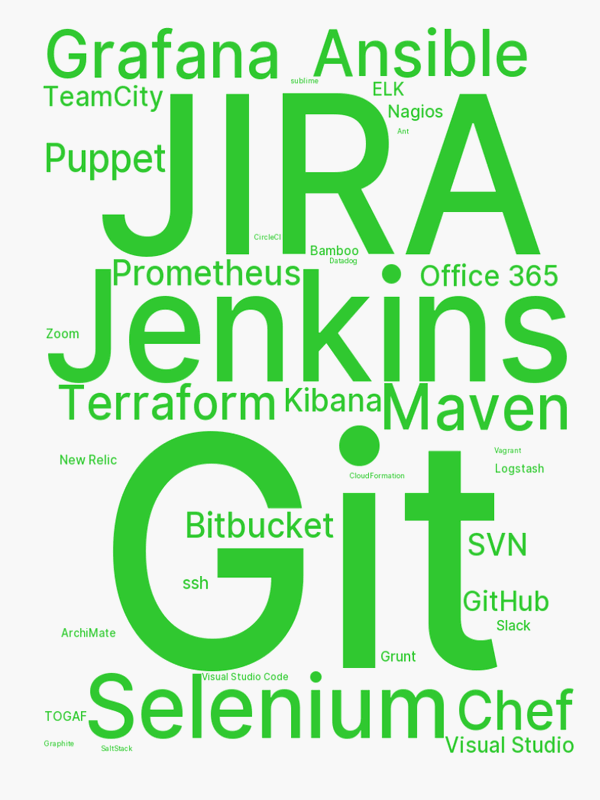 Grafana
Ansible
sublime
TeamCity
ELK
Nagios
Ant
JIRA
Puppet
CircleCI
Bamboo
Datadog
Prometheus
Office 365
Jenkins
Zoom
Terraform
Kibana
Maven
New Relic
Vagrant
Logstash
CloudFormation
Git
Bitbucket
SVN
ssh
GitHub
Slack
ArchiMate
Grunt
Visual Studio Code
Selenium
Chef
TOGAF
Visual Studio
Graphite
SaltStack